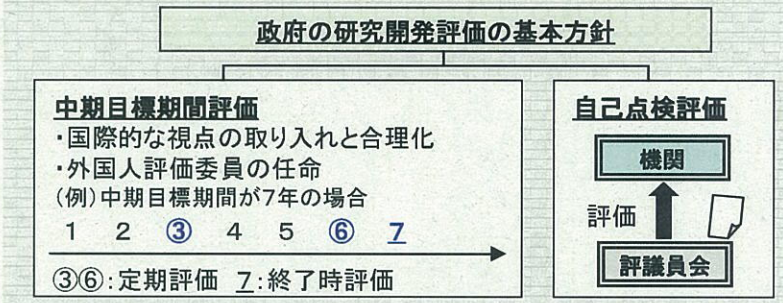 政府の研究開発評価の基本方針
中期目標期間評価
・国際的な視点の取り入れと合理化
・外国人評価委員の任命
(例)中期目標期間が7年の場合
1 2 ③ 4 5 ⑥ 7
③⑥:定期評価 7:終了時評価
自己点検評価
機関
評価
評議員会